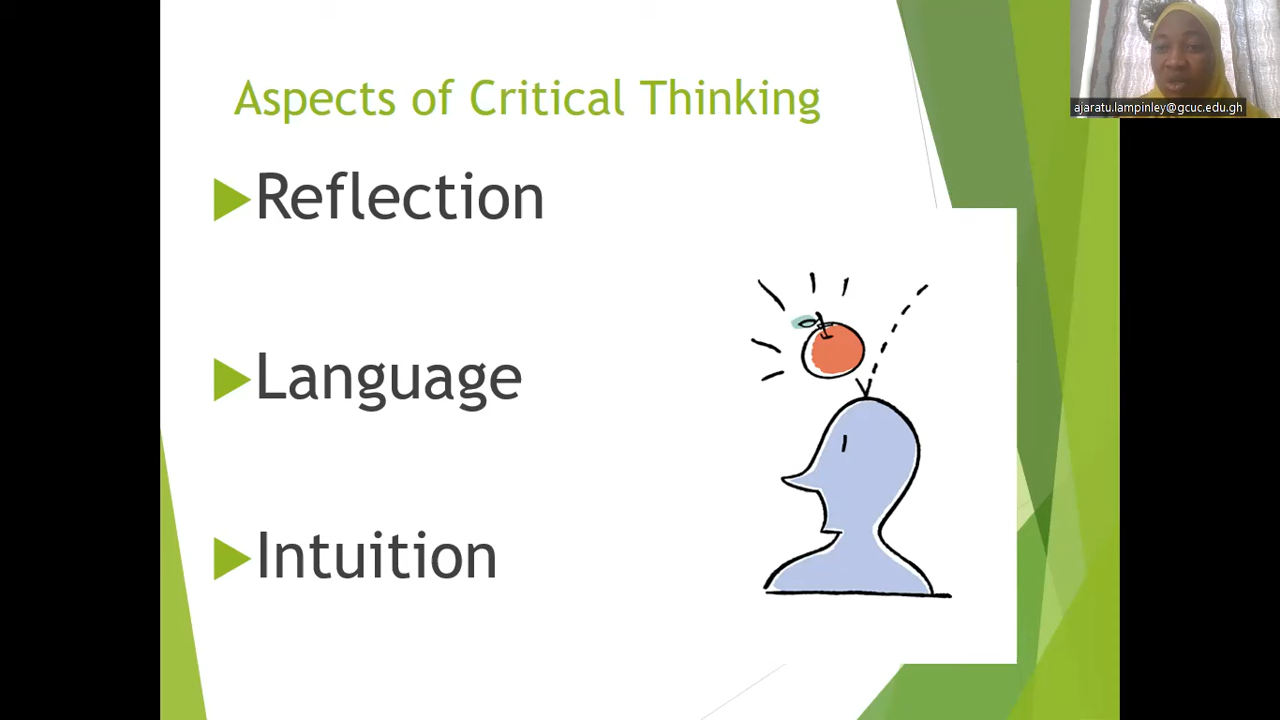 Aspects of Critical Thinking
Reflection
Language
Intuition
ajaratu.lampinley@gcuc.edu.gh